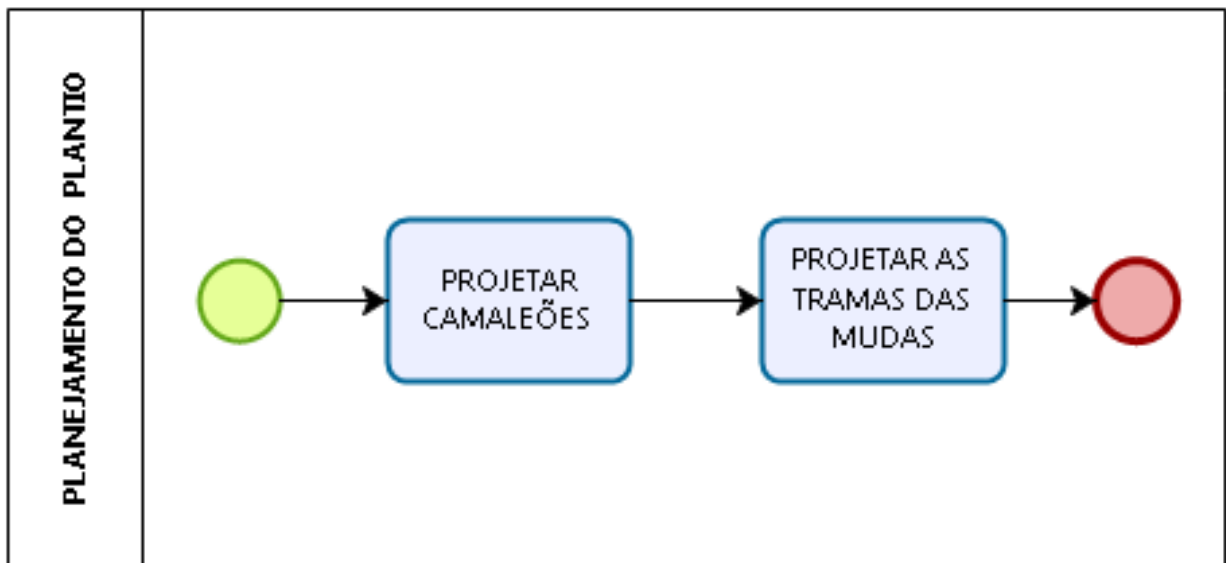 PLANEJAMENTO DO PLANTIO
PROJETAR
CAMALEÕES
PROJETAR AS
TRAMAS DAS
MUDAS